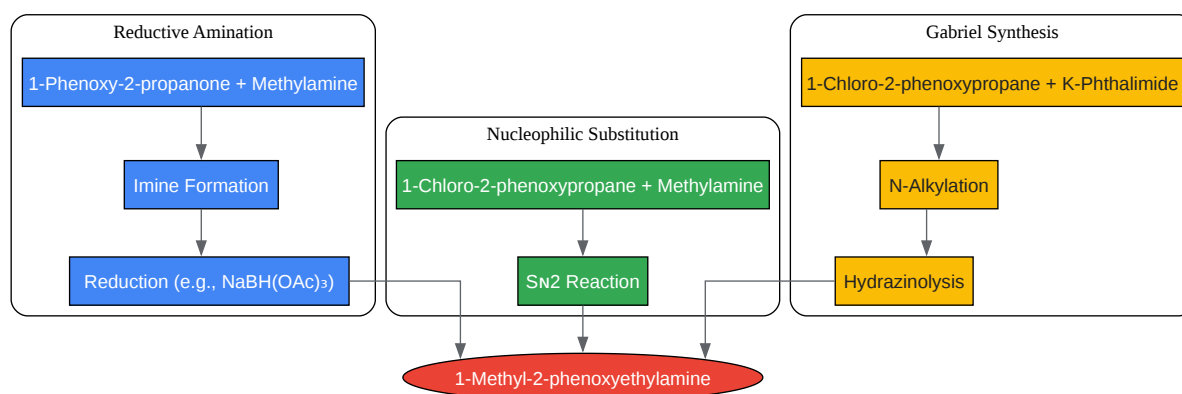 Reductive Amination
1-Phenoxy-2-propanone + Methylamine
Imine Formation
Reduction (e.g., NaBH(OAc)₃)
Nucleophilic Substitution
1-Chloro-2-phenoxypropane + Methylamine
Sɴ2 Reaction
Gabriel Synthesis
1-Chloro-2-phenoxypropane + K-Phthalimide
N-Alkylation
Hydrazinolysis
1-Methyl-2-phenoxyethylamine